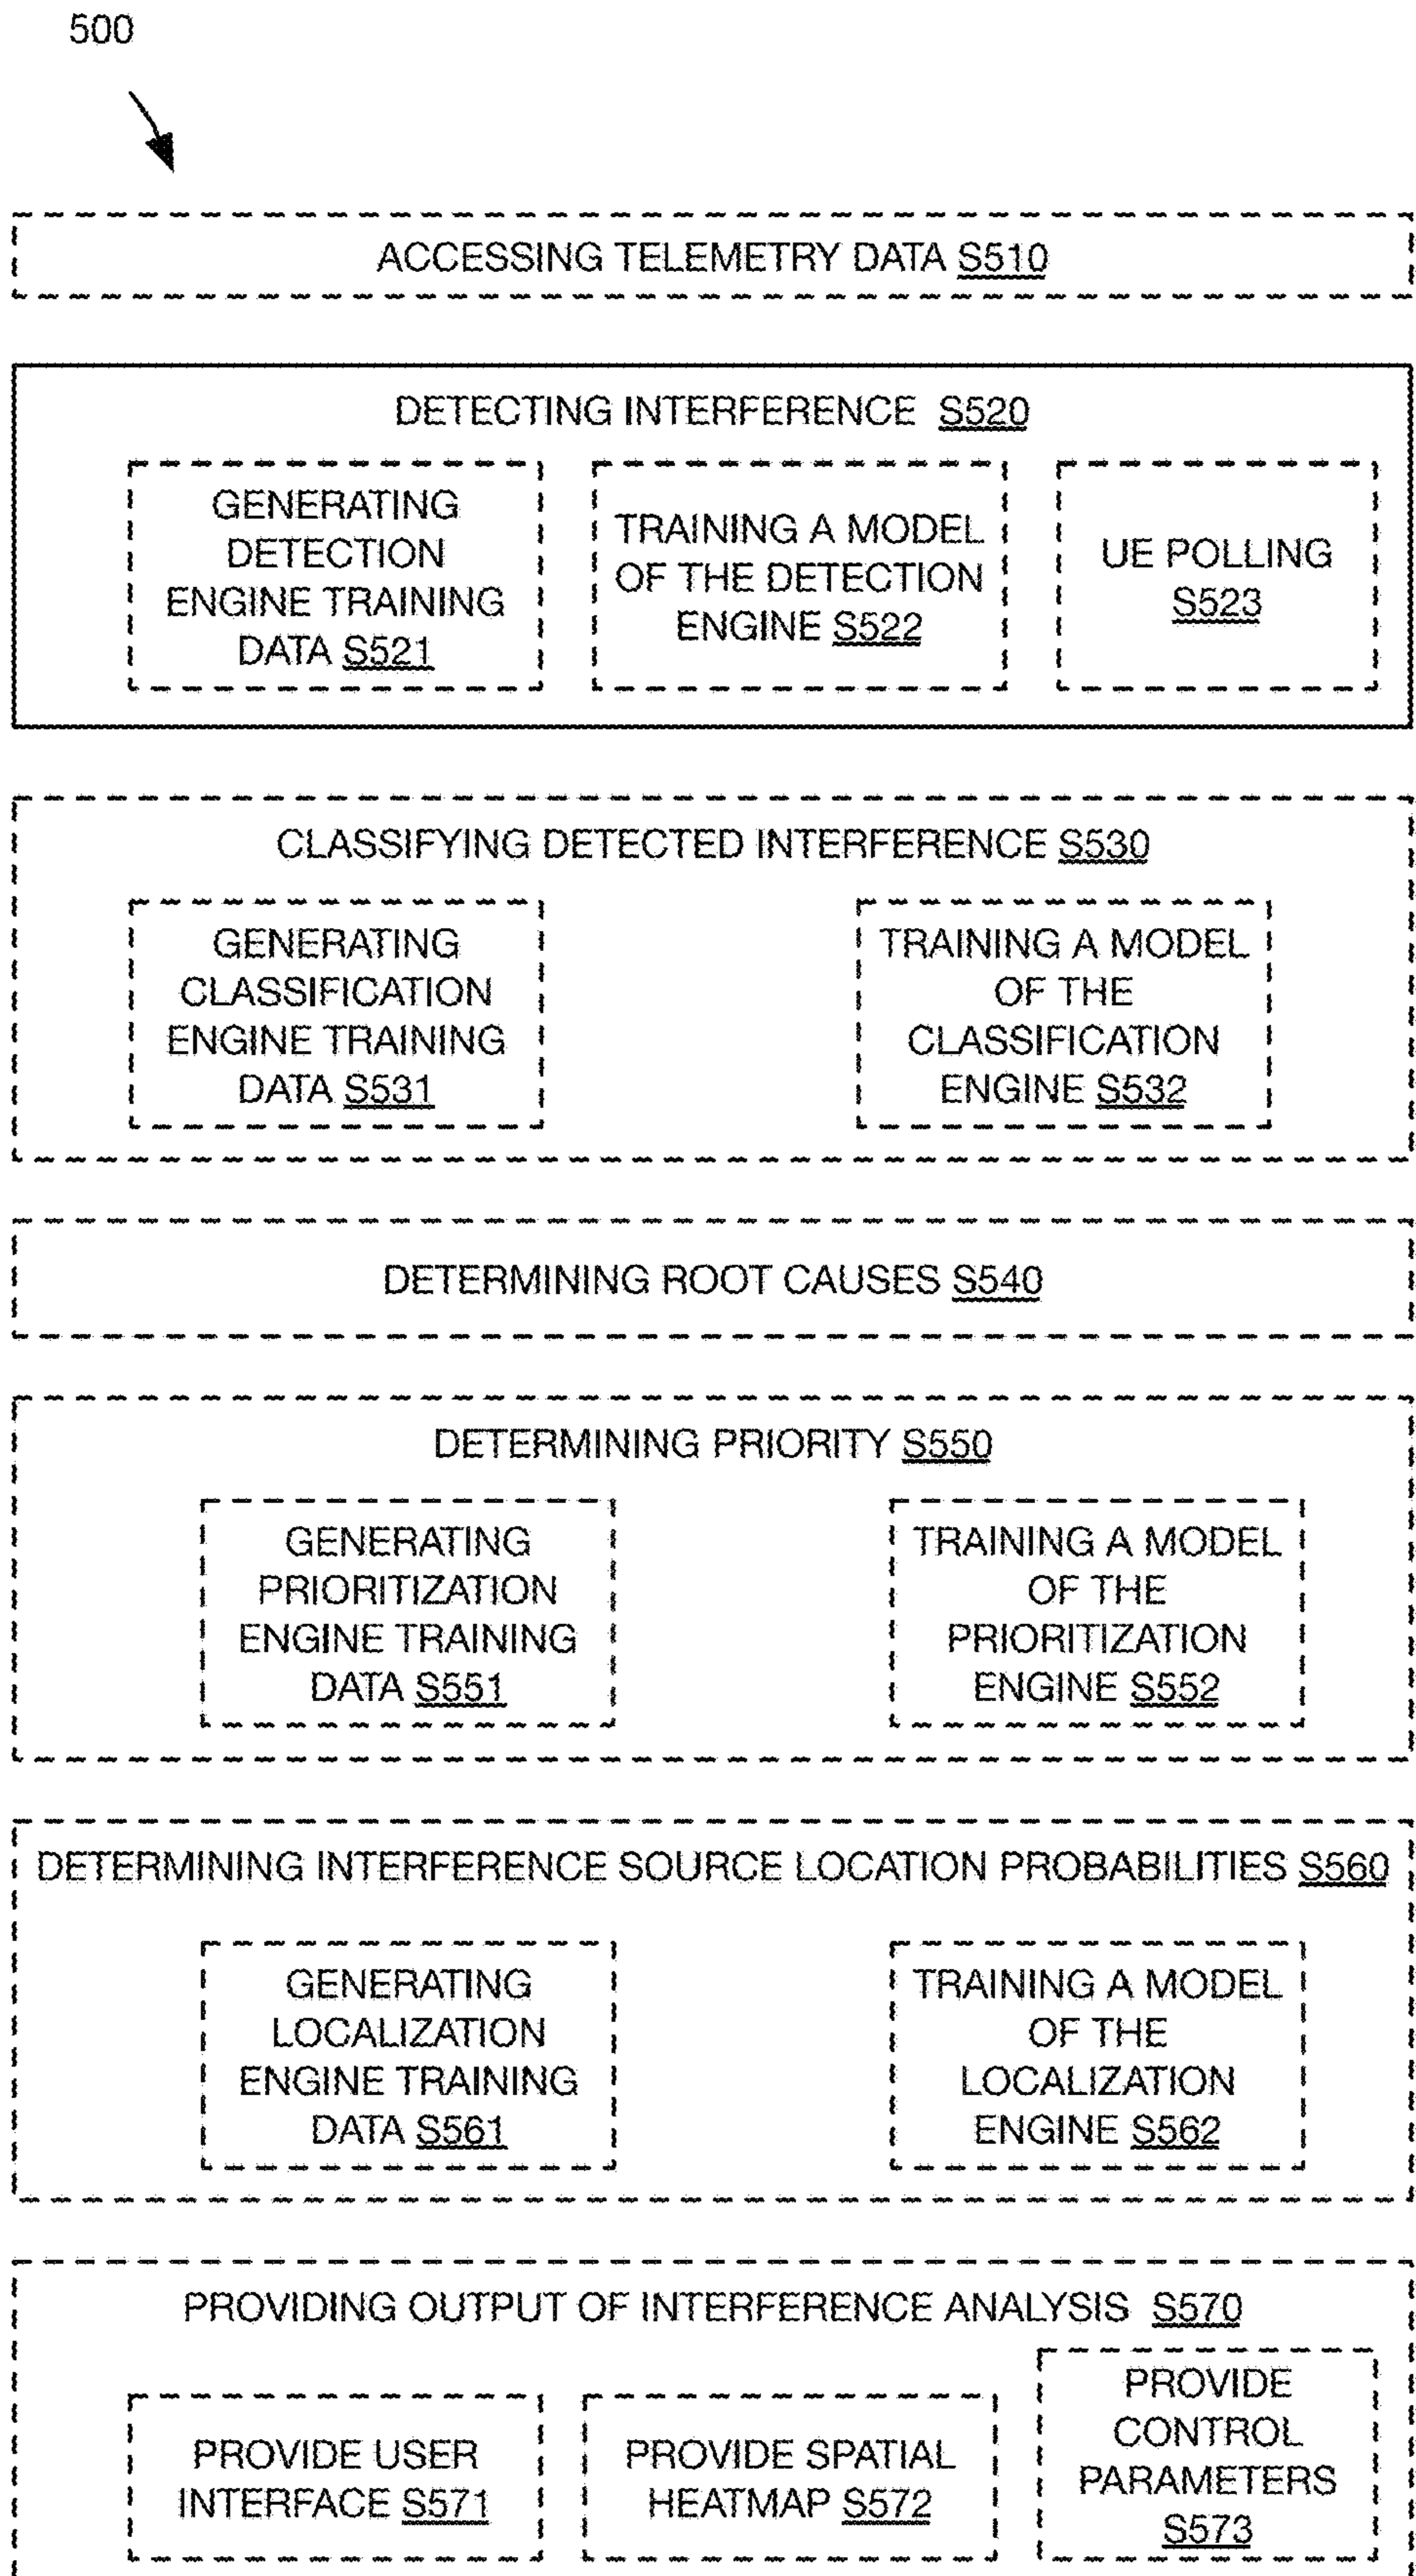 500
ACCESSING TELEMETRY DATA S510
DETECTING INTERFERENCE S520
GENERATING
DETECTION
ENGINE TRAINING
DATA S521
TRAINING A MODEL
OF THE DETECTION
ENGINE S522
UE POLLING
S523
CLASSIFYING DETECTED INTERFERENCE S530
GENERATING
CLASSIFICATION
ENGINE TRAINING
DATA S531
TRAINING A MODEL
OF THE
CLASSIFICATION
ENGINE S532
DETERMINING ROOT CAUSES S540
DETERMINING PRIORITY S550
GENERATING
PRIORITIZATION
ENGINE TRAINING
DATA S551
TRAINING A MODEL
OF THE
PRIORITIZATION
ENGINE S552
DETERMINING INTERFERENCE SOURCE LOCATION PROBABILITIES S560
GENERATING
LOCALIZATION
ENGINE TRAINING
DATA S561
TRAINING A MODEL
OF THE
LOCALIZATION
ENGINE S562
PROVIDING OUTPUT OF INTERFERENCE ANALYSIS S570
PROVIDE USER
INTERFACE S571
PROVIDE SPATIAL
HEATMAP S572
PROVIDE
CONTROL
PARAMETERS
S573